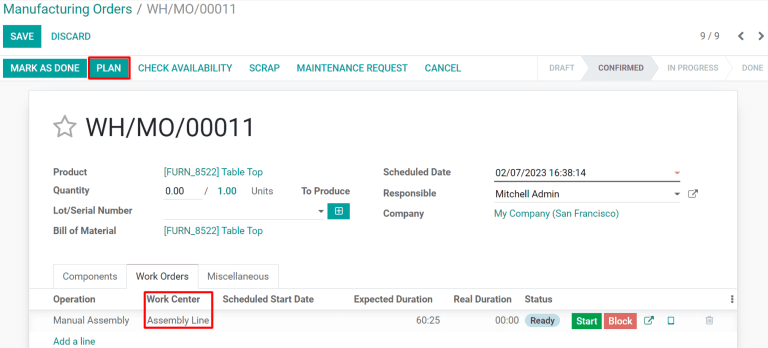 Manufacturing Orders / WH/MO/00011
SAVE DISCARD 9 / 9
MARK AS DONE PLAN CHECK AVAILABILITY SCRAP MAINTENANCE REQUEST CANCEL DRAFT CONFIRMED IN PROGRESS DONE
WH/MO/00011
Product [FURN_8522] Table Top Scheduled Date 02/07/2023 16:38:14
Quantity 0.00 / 1.00 Units To Produce Responsible Mitchell Admin
Lot/Serial Number Company My Company (San Francisco)
Bill of Material [FURN_8522] Table Top
Components Work Orders Miscellaneous
Operation Work Center Scheduled Start Date Expected Duration Real Duration Status
Manual Assembly Assembly Line 60:25 00:00 Ready Start Block
Add a line